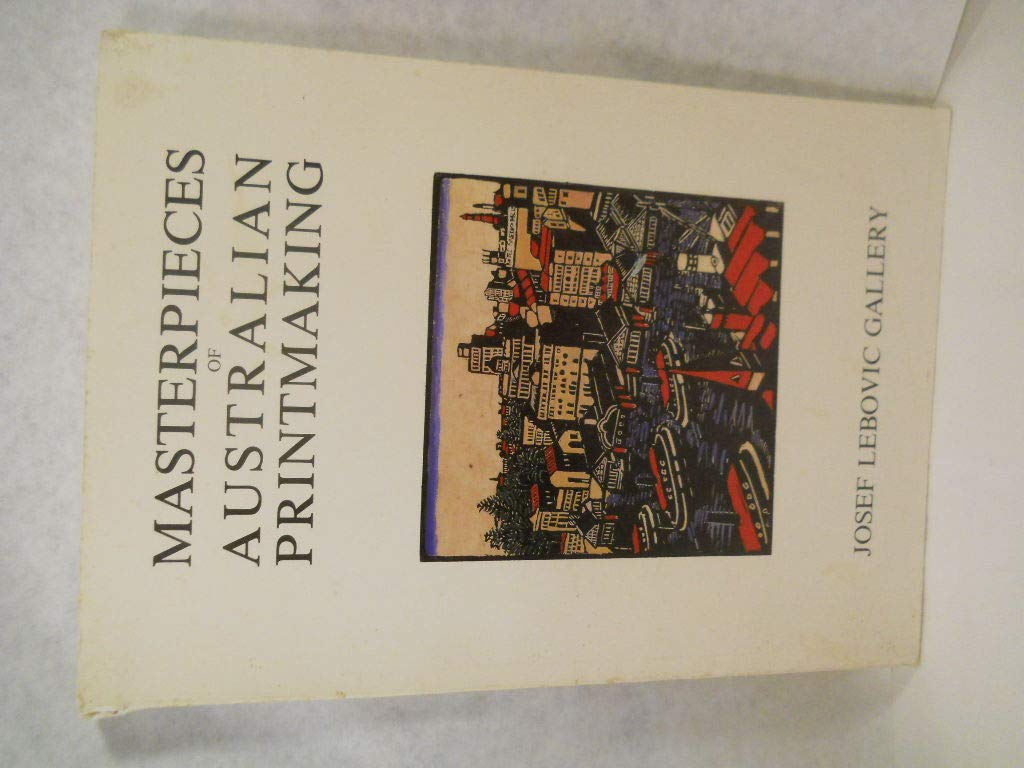 MASTERPIECES
OF
AUSTRALIAN
PRINTMAKING
JOSEF LEBOVIC GALLERY